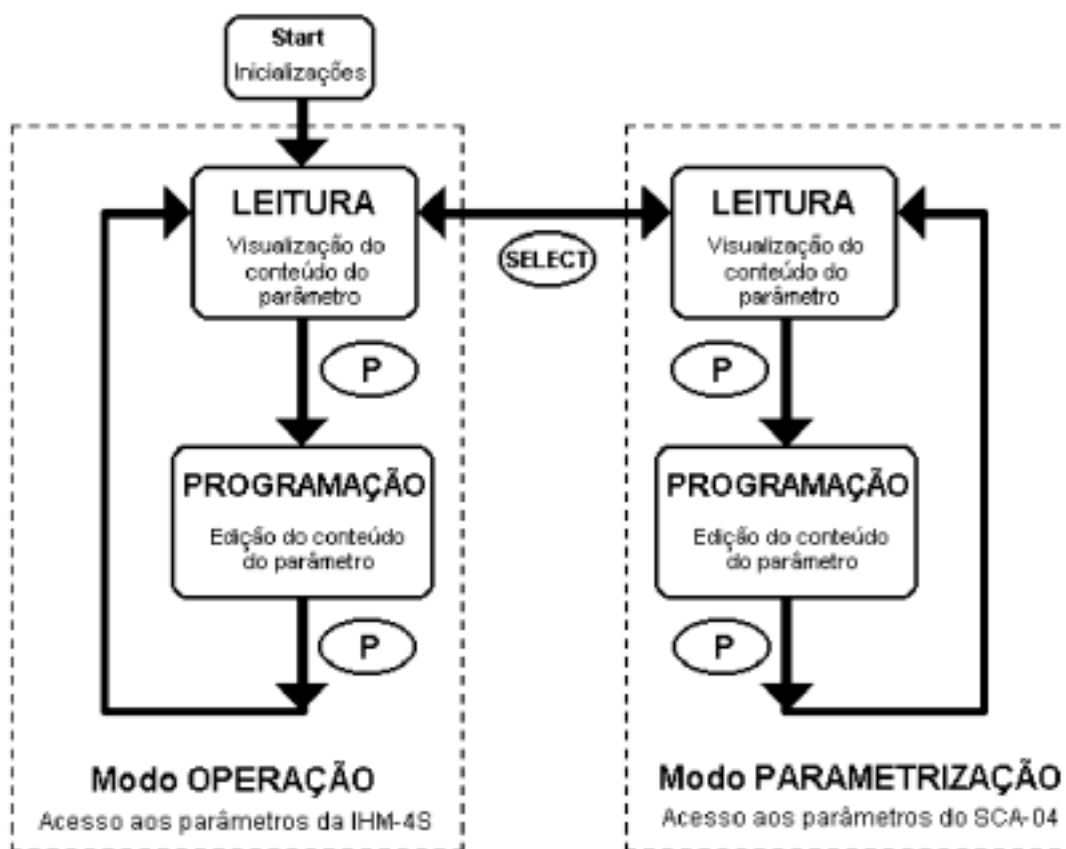 Start
Inicializações
LEITURA
Visualização do
conteúdo do
parâmetro
SELECT
LEITURA
Visualização do
conteúdo do
parâmetro
P
P
PROGRAMAÇÃO
Edição do conteúdo
do parâmetro
PROGRAMAÇÃO
Edição do conteúdo
do parâmetro
P
P
Modo OPERAÇÃO
Acesso aos parâmetros da IHM-4S
Modo PARAMETRIZAÇÃO
Acesso aos parâmetros do SCA-04